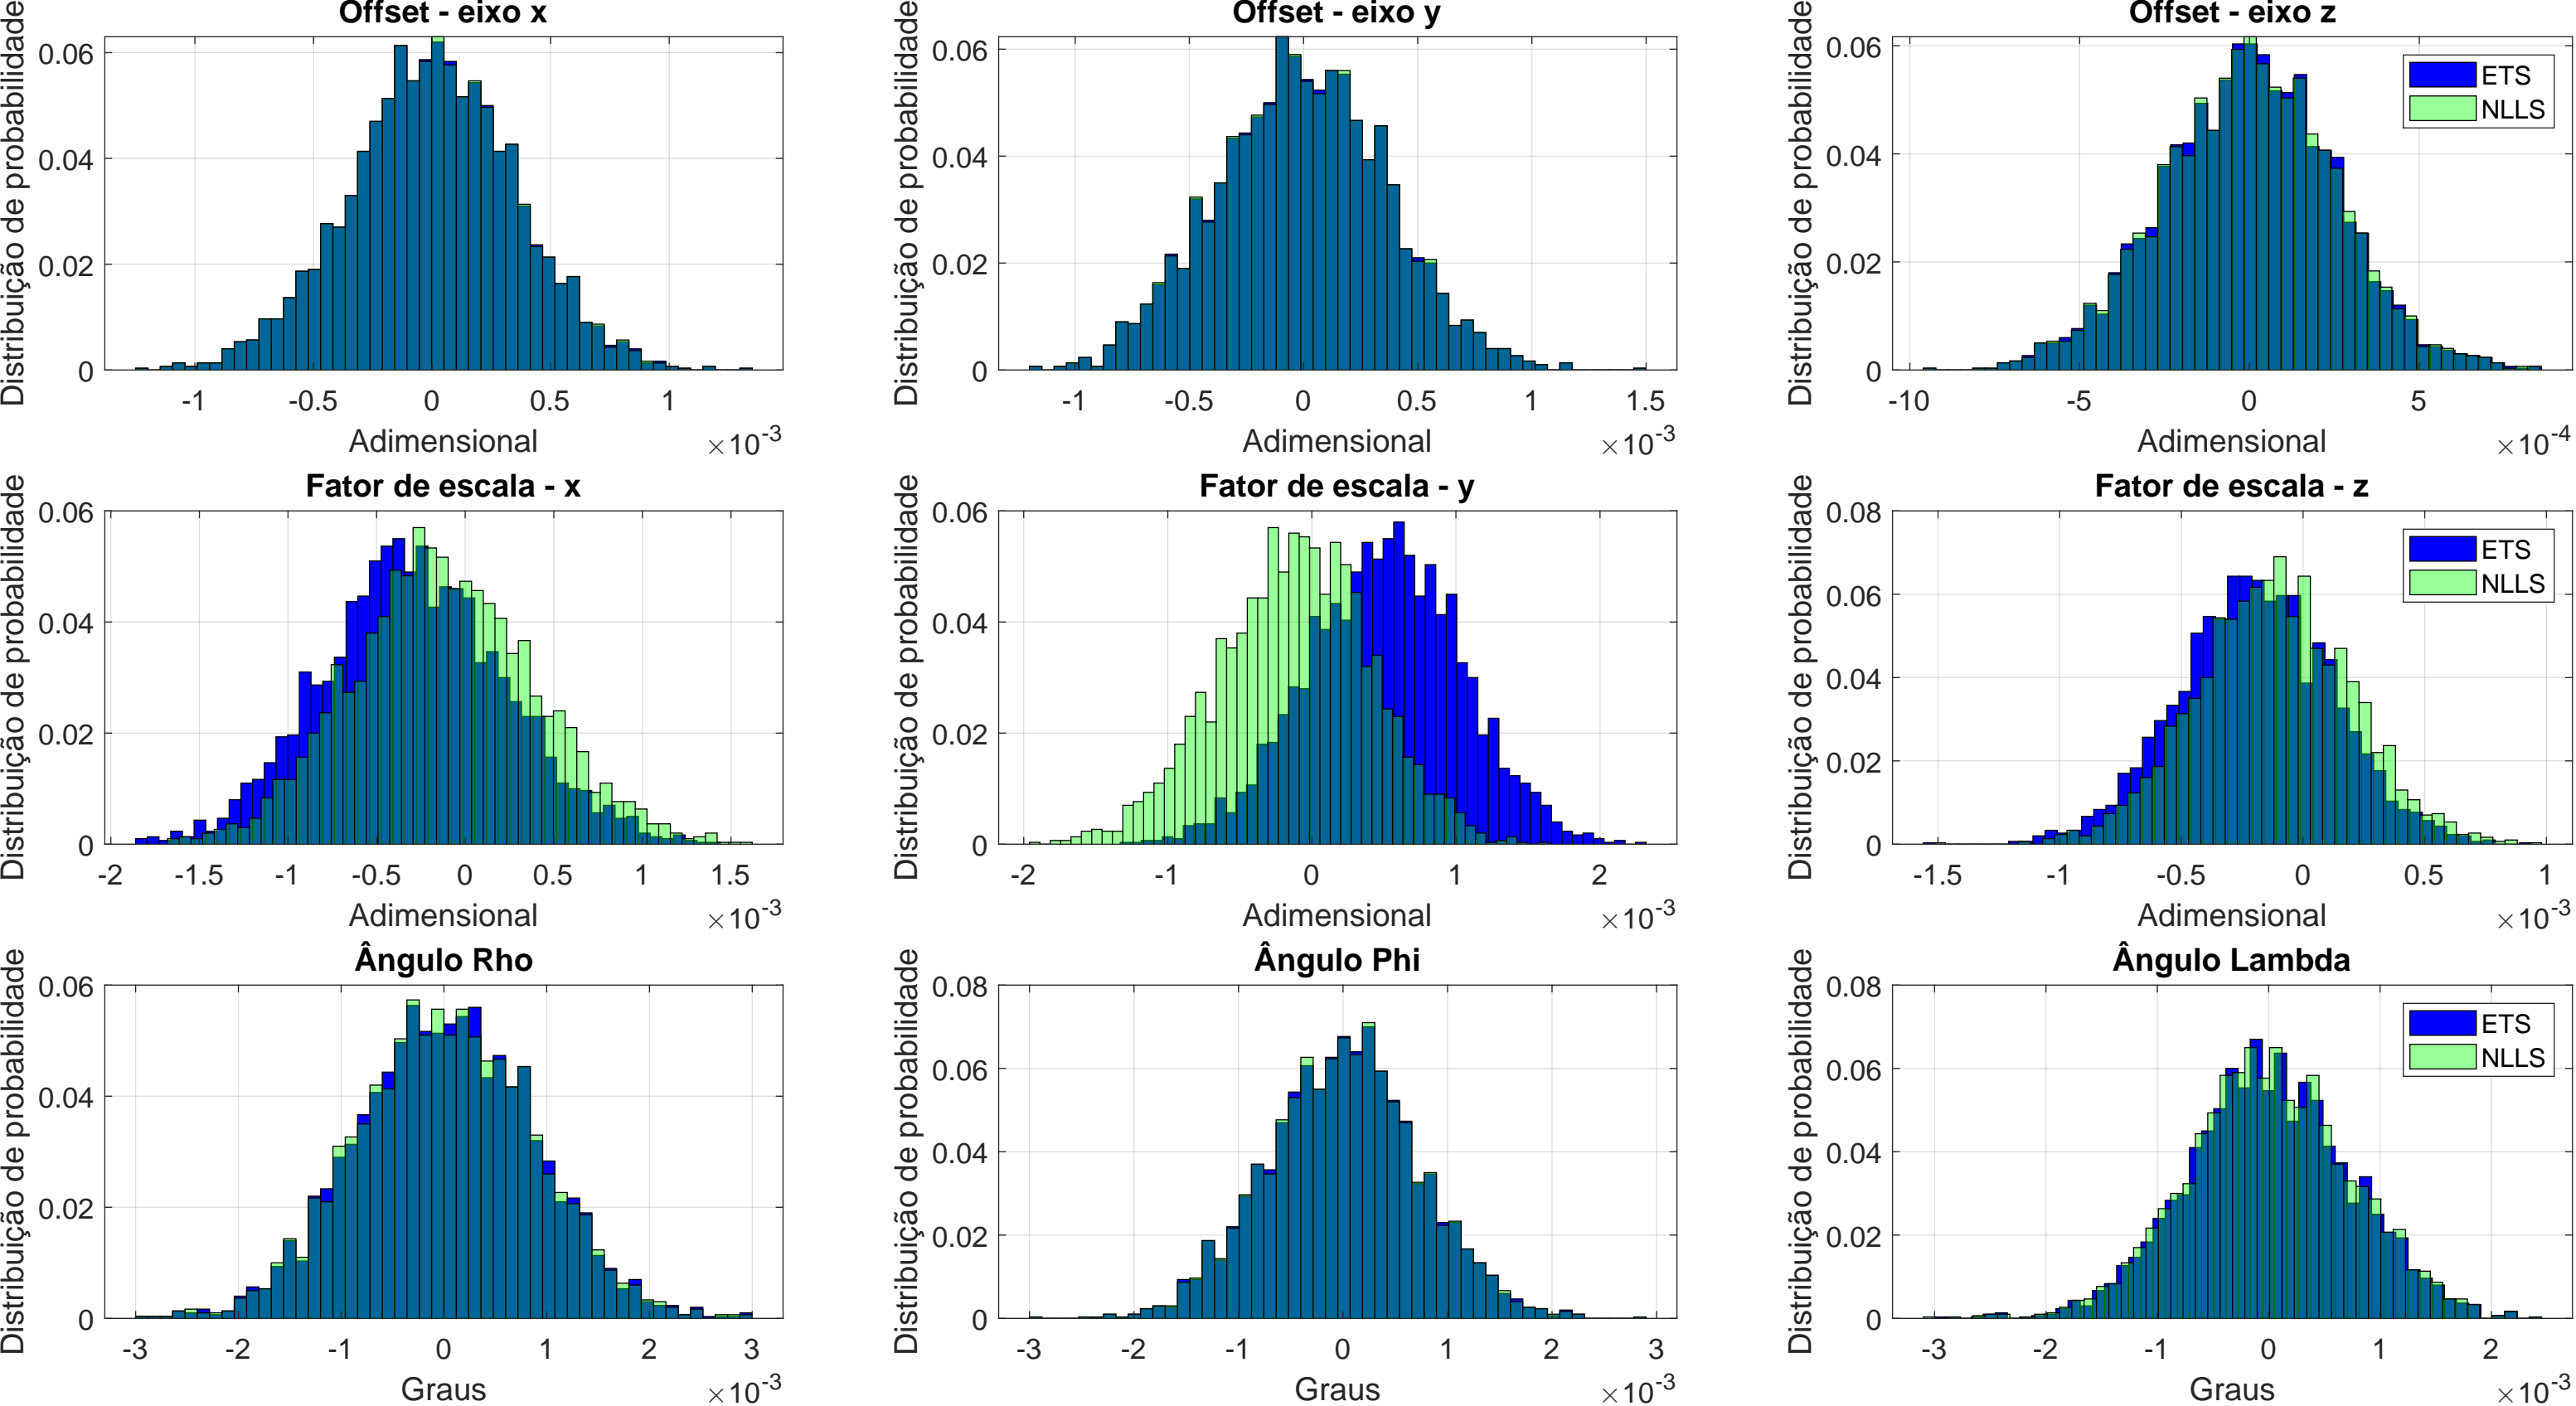 Offset - eixo x
Distribuição de probabilidade
0.06
0.04
0.02
0
-1 -0.5 0 0.5 1
Adimensional
×10-3
Offset - eixo y
Distribuição de probabilidade
0.06
0.04
0.02
0
-1 -0.5 0 0.5 1 1.5
Adimensional
×10-3
Offset - eixo z
Distribuição de probabilidade
0.06
0.04
0.02
0
-10 -5 0 5
Adimensional
×10-4
ETS
NLLS
Fator de escala - x
Distribuição de probabilidade
0.06
0.04
0.02
0
-2 -1.5 -1 -0.5 0 0.5 1 1.5
Adimensional
×10-3
Fator de escala - y
Distribuição de probabilidade
0.06
0.04
0.02
0
-2 -1 0 1 2
Adimensional
×10-3
Fator de escala - z
Distribuição de probabilidade
0.08
0.06
0.04
0.02
0
-1.5 -1 -0.5 0 0.5 1
Adimensional
×10-3
ETS
NLLS
Ângulo Rho
Distribuição de probabilidade
0.06
0.04
0.02
0
-3 -2 -1 0 1 2 3
Graus
×10-3
Ângulo Phi
Distribuição de probabilidade
0.08
0.06
0.04
0.02
0
-3 -2 -1 0 1 2 3
Graus
×10-3
Ângulo Lambda
Distribuição de probabilidade
0.08
0.06
0.04
0.02
0
-3 -2 -1 0 1 2
Graus
×10-3
ETS
NLLS